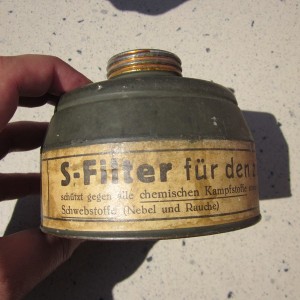 S-Filter für den
schützt gegen alle chemischen Kampfstoffe
Schwebstoffe (Nebel und Rauche)